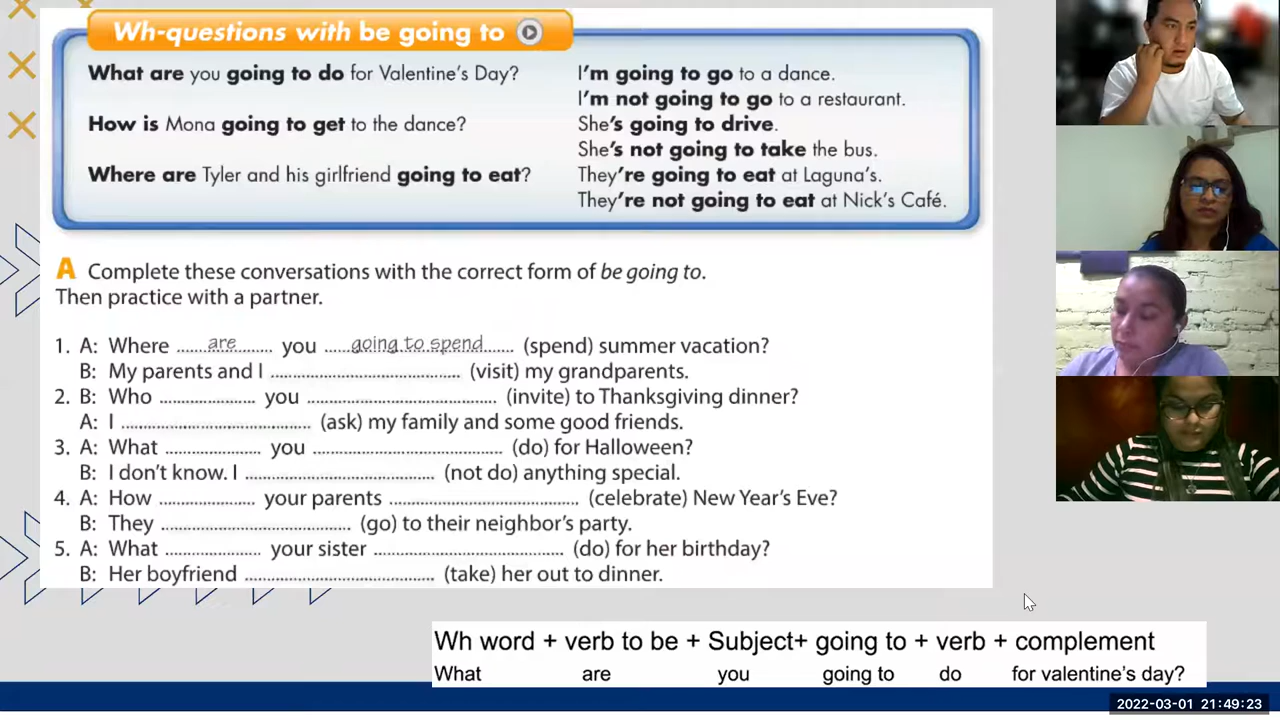 Wh-questions with be going to
What are you going to do for Valentine's Day? I'm going to go to a dance.
I'm not going to go to a restaurant.
How is Mona going to get to the dance? She's going to drive.
She's not going to take the bus.
Where are Tyler and his girlfriend going to eat? They're going to eat at Laguna's.
They're not going to eat at Nick's Café.
A Complete these conversations with the correct form of be going to.
Then practice with a partner.
1. A: Where are you going to spend (spend) summer vacation?
B: My parents and I .................... (visit) my grandparents.
2. B: Who .................... you .................... (invite) to Thanksgiving dinner?
A: I .................... (ask) my family and some good friends.
3. A: What .................... you .................... (do) for Halloween?
B: I don't know. I .................... (not do) anything special.
4. A: How .................... your parents .................... (celebrate) New Year's Eve?
B: They .................... (go) to their neighbor's party.
5. A: What .................... your sister .................... (do) for her birthday?
B: Her boyfriend .................... (take) her out to dinner.
Wh word + verb to be + Subject+ going to + verb + complement
What are you going to do for valentine's day?
2022-03-01 21:49:23